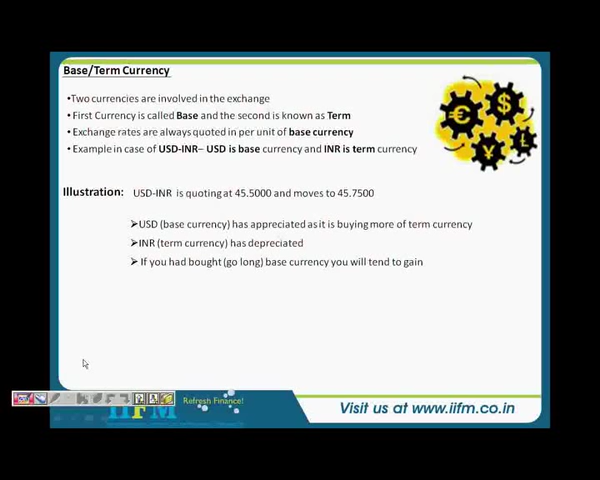 Base/Term Currency
•Two currencies are involved in the exchange
•First Currency is called Base and the second is known as Term
•Exchange rates are always quoted in per unit of base currency
•Example in case of USD-INR– USD is base currency and INR is term currency
Illustration: USD-INR is quoting at 45.5000 and moves to 45.7500
➢USD (base currency) has appreciated as it is buying more of term currency
➢INR (term currency) has depreciated
➢ If you had bought (go long) base currency you will tend to gain
IIFM Refresh Finance!
Visit us at www.iifm.co.in